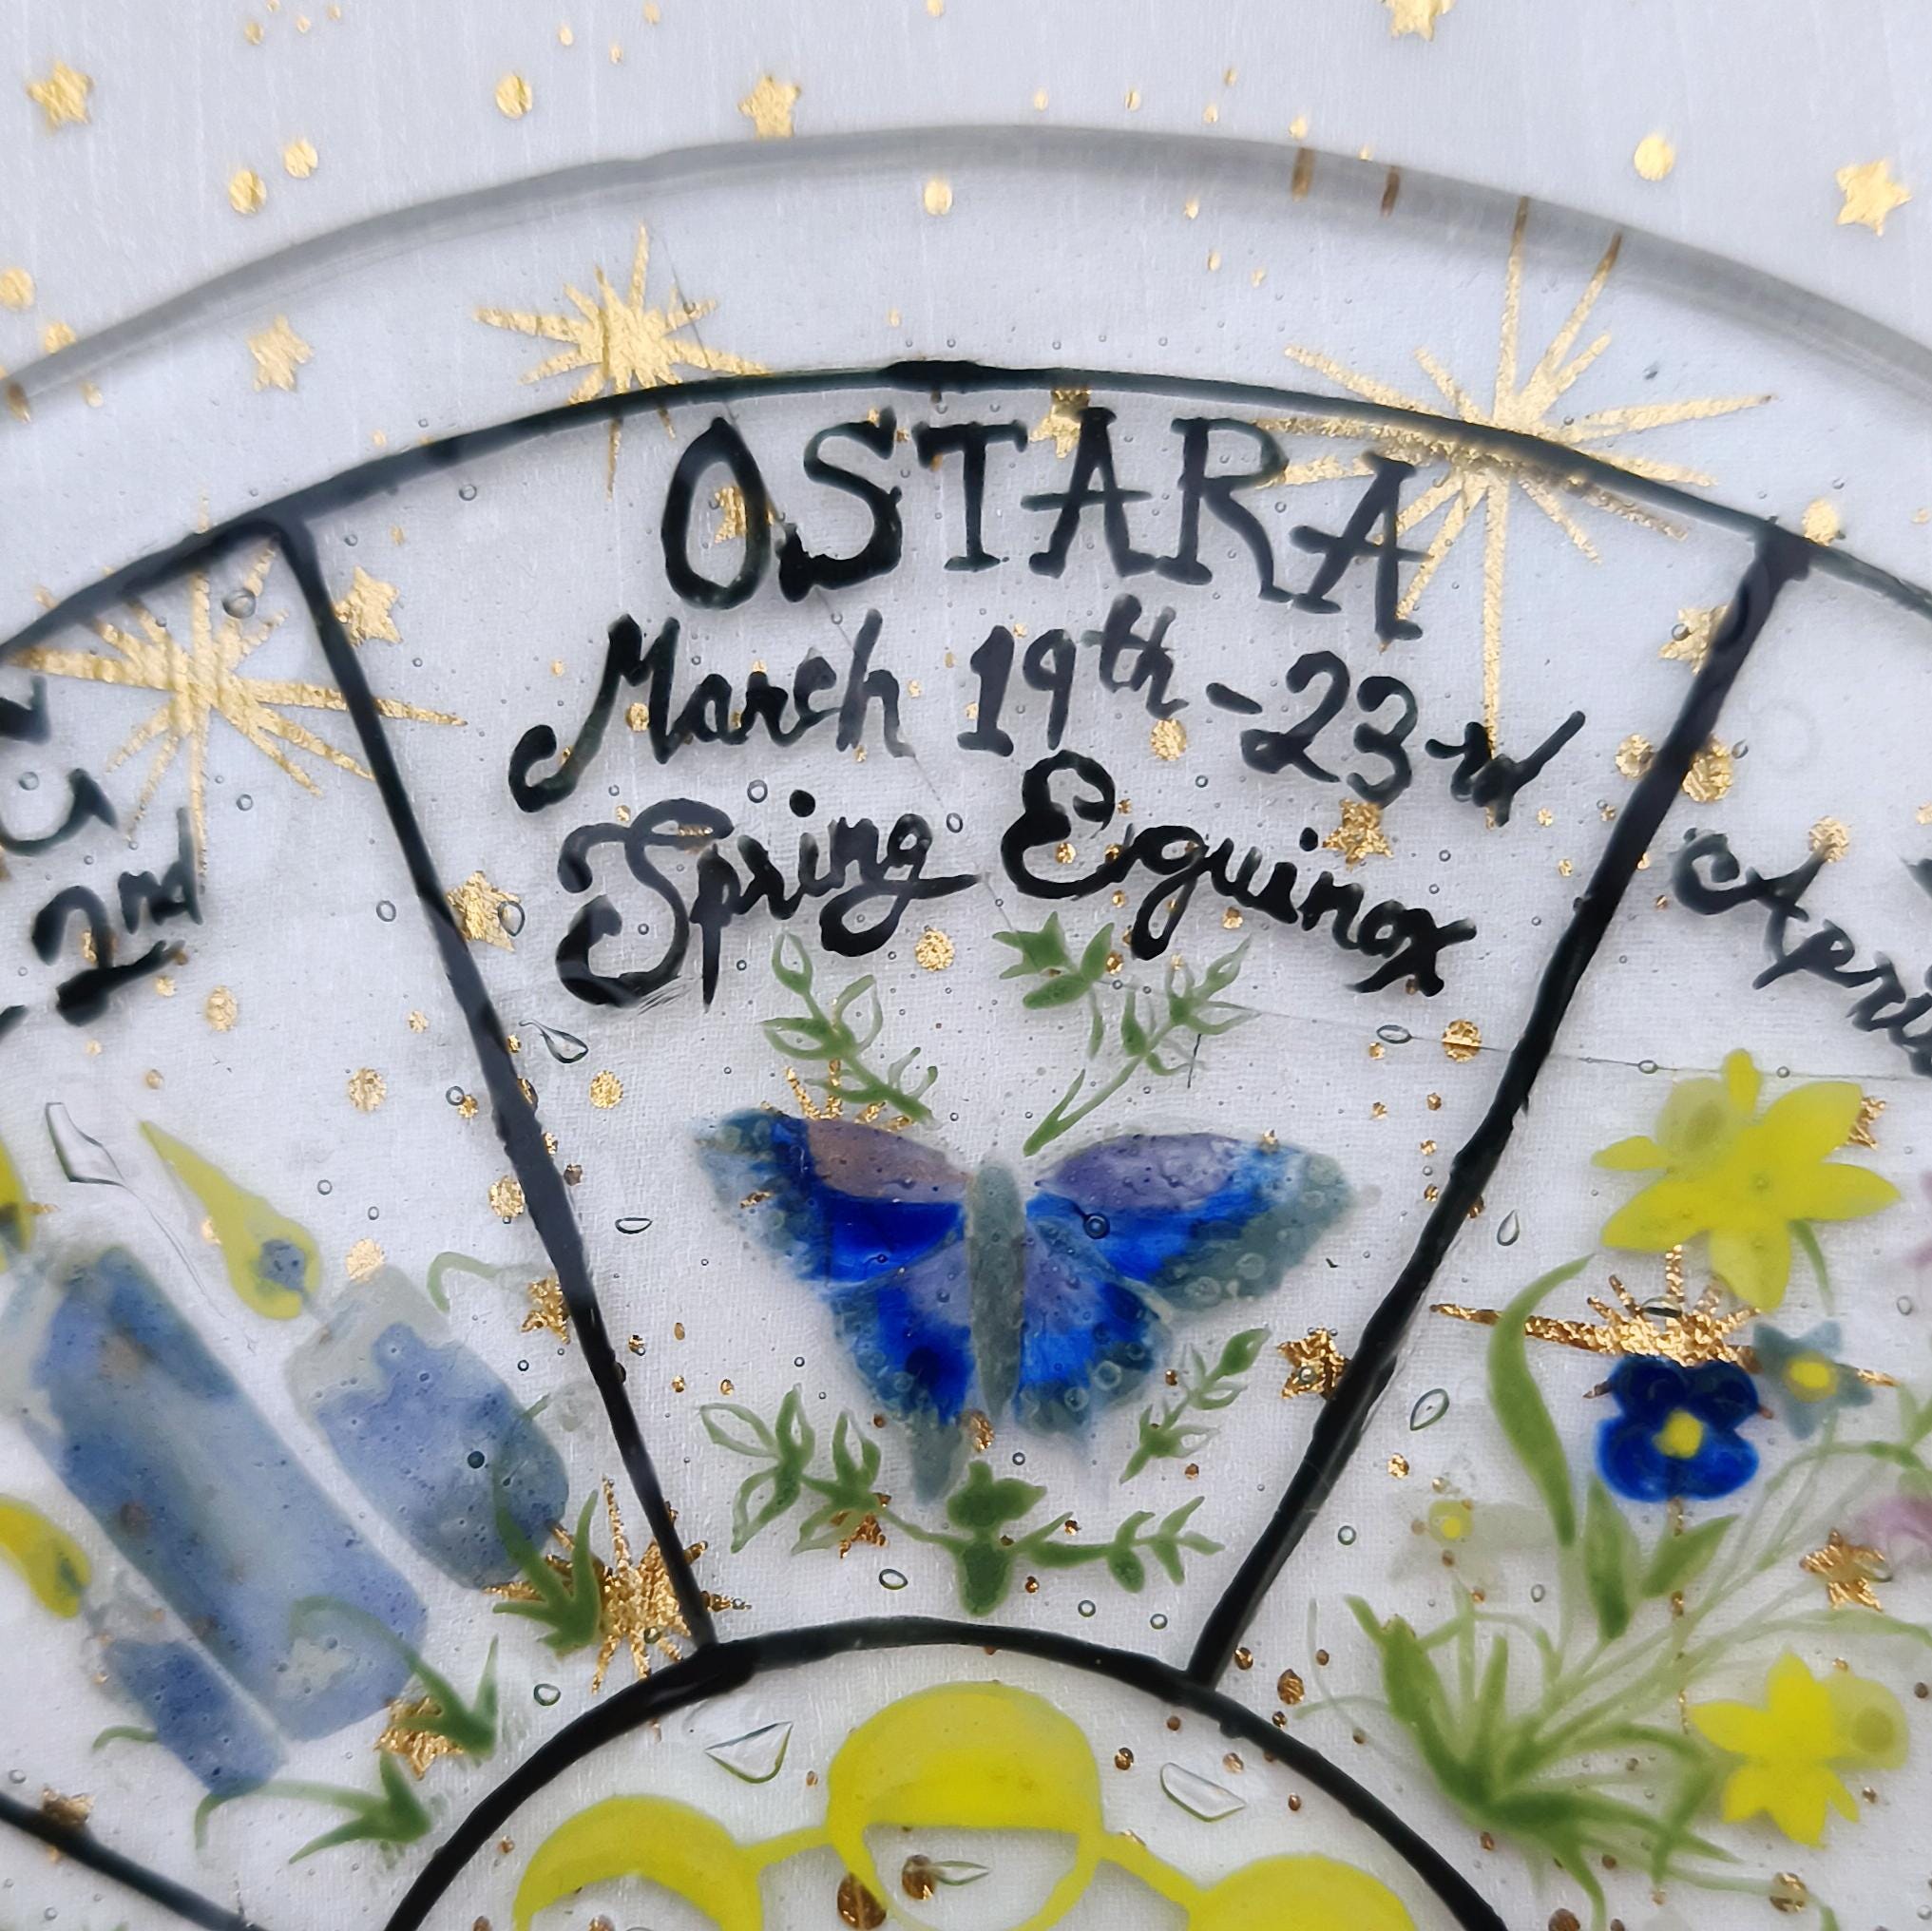 OSTARA
March 19th-23rd
Spring Equinox
2nd